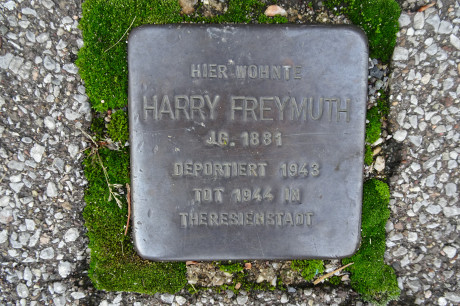 HIER WOHNTE
HARRY FREYMUTH
JG. 1881
DEPORTIERT 1943
TOT 1944 IN
THERESIENSTADT